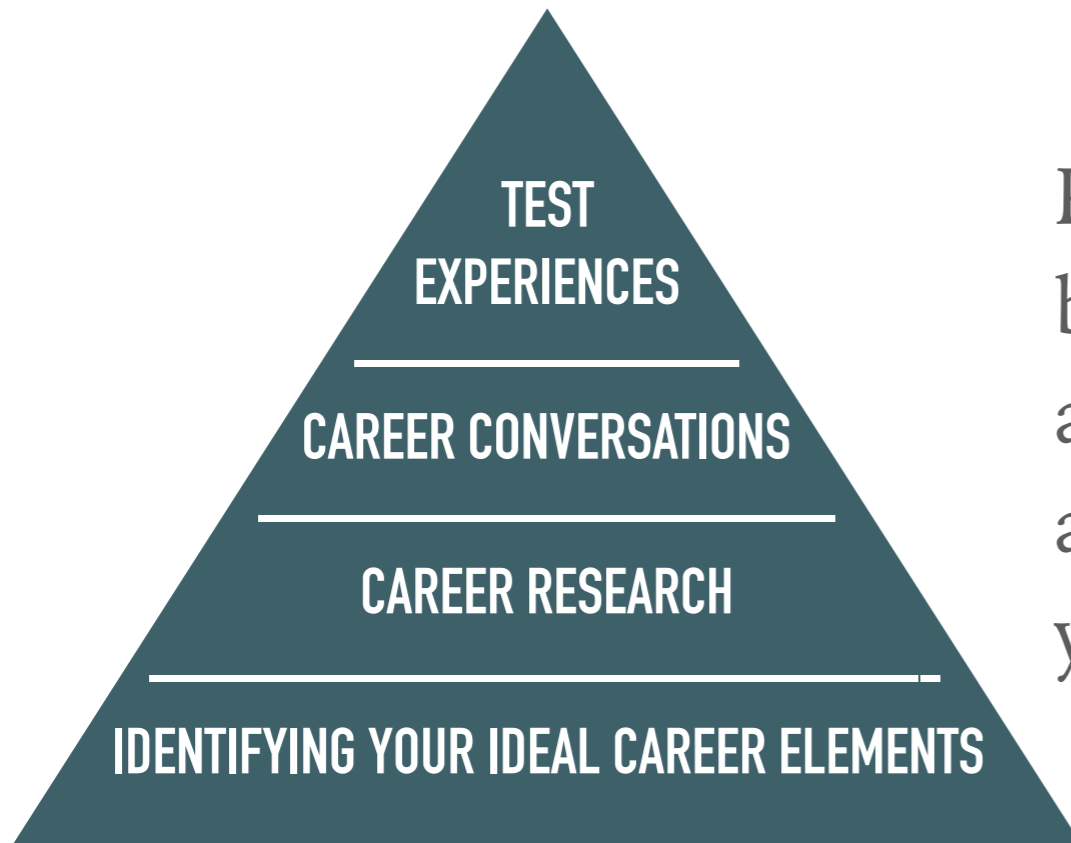 TEST
EXPERIENCES
CAREER CONVERSATIONS
CAREER RESEARCH
IDENTIFYING YOUR IDEAL CAREER ELEMENTS